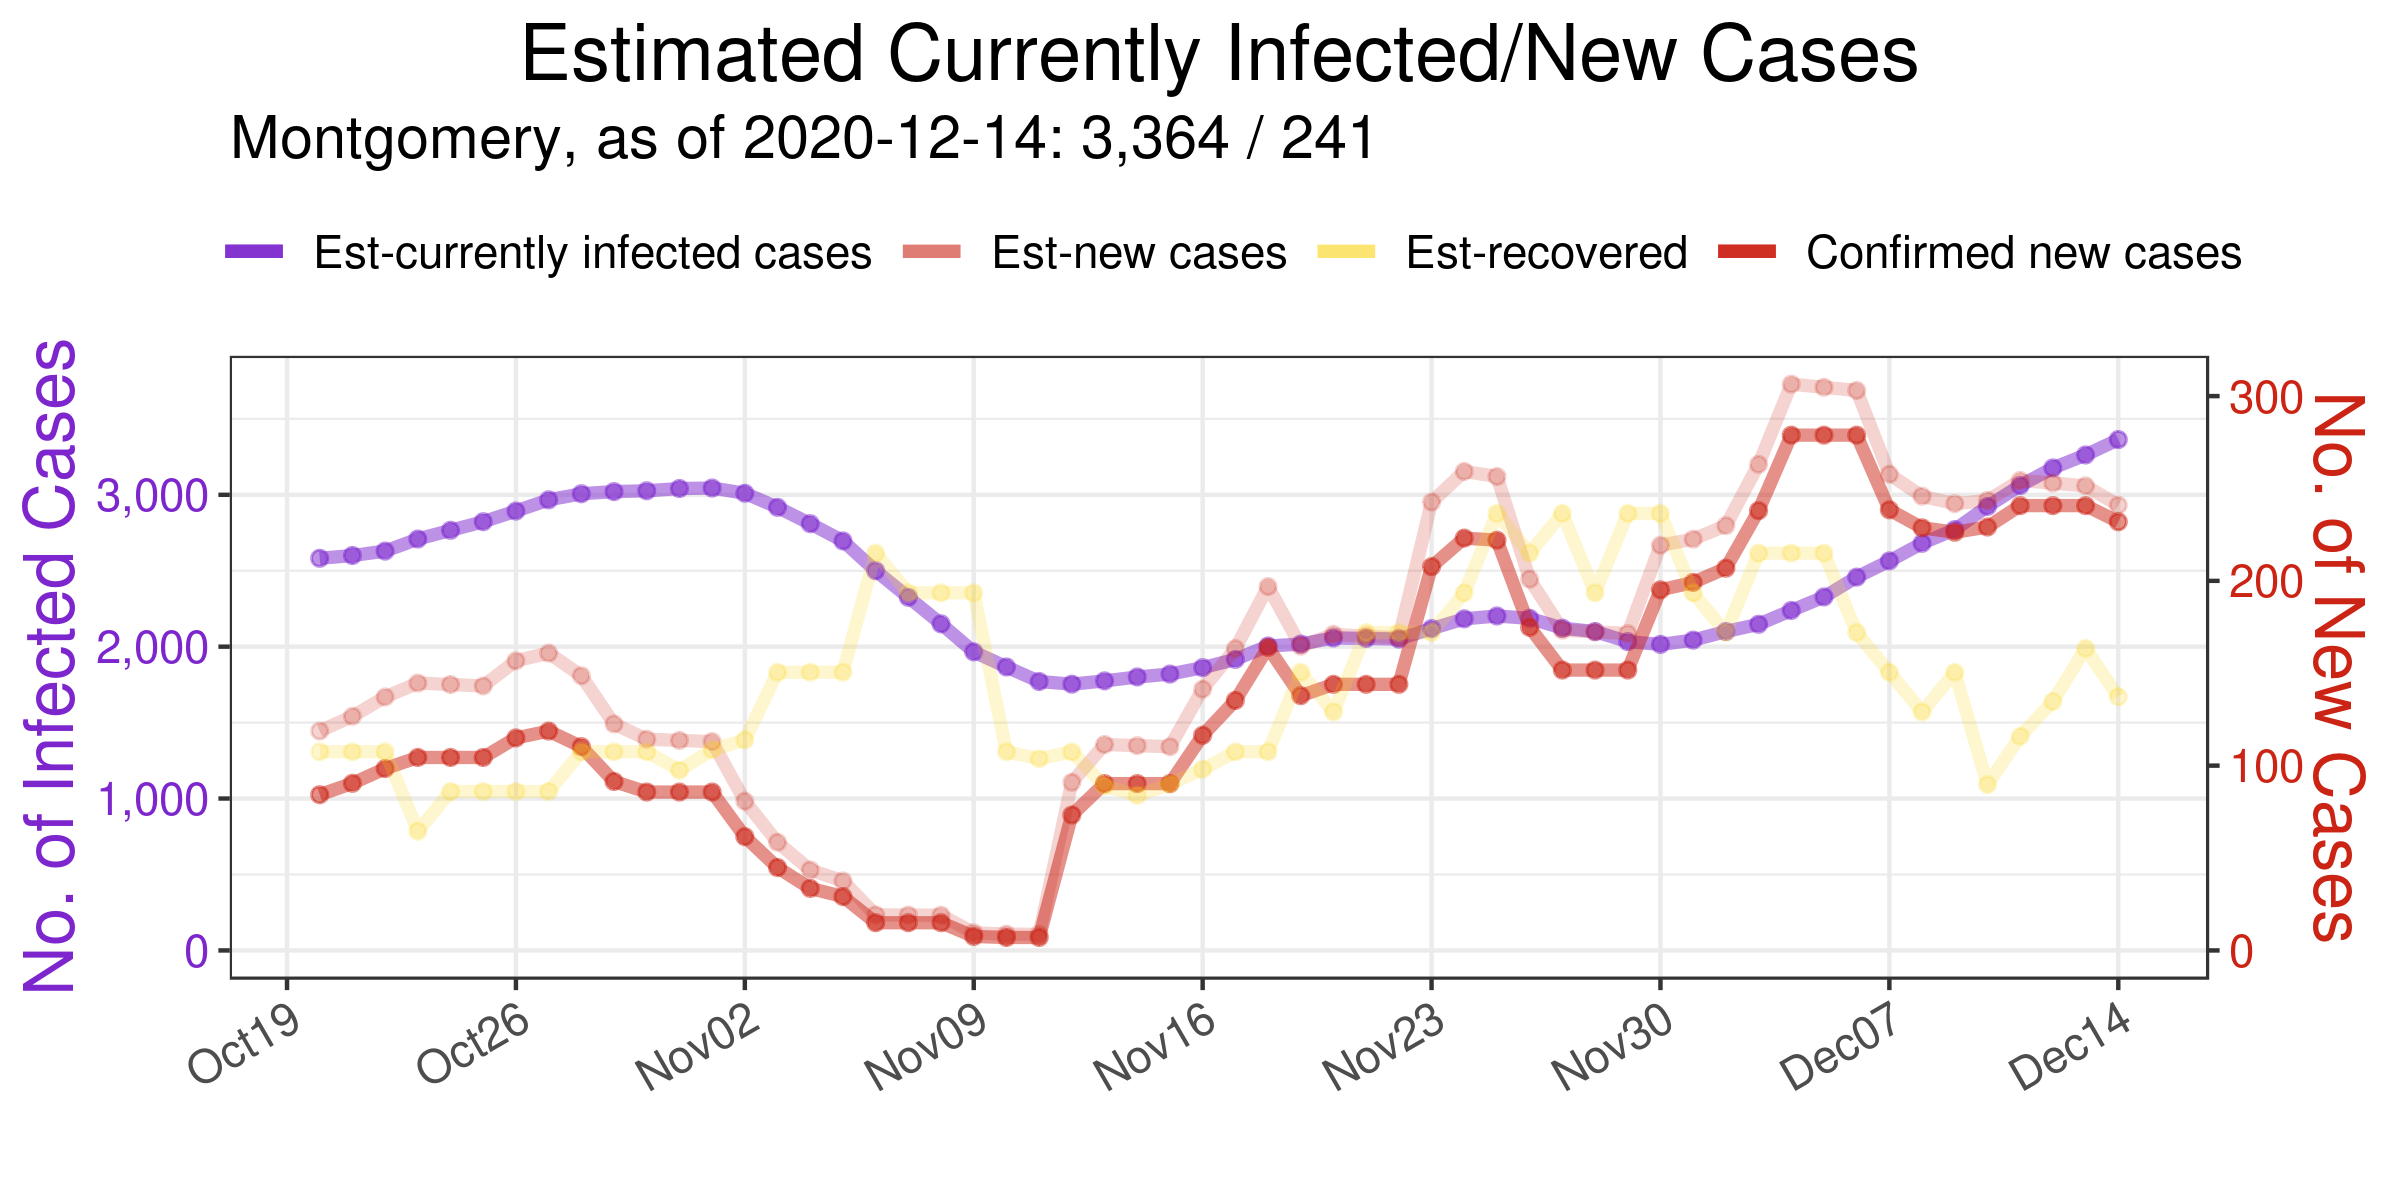 Estimated Currently Infected/New Cases
Montgomery, as of 2020-12-14: 3,364 / 241
Est-currently infected cases Est-new cases Est-recovered Confirmed new cases
No. of Infected Cases
3,000
2,000
1,000
0
300
200
100
0
No. of New Cases
Oct19 Oct26 Nov02 Nov09 Nov16 Nov23 Nov30 Dec07 Dec14